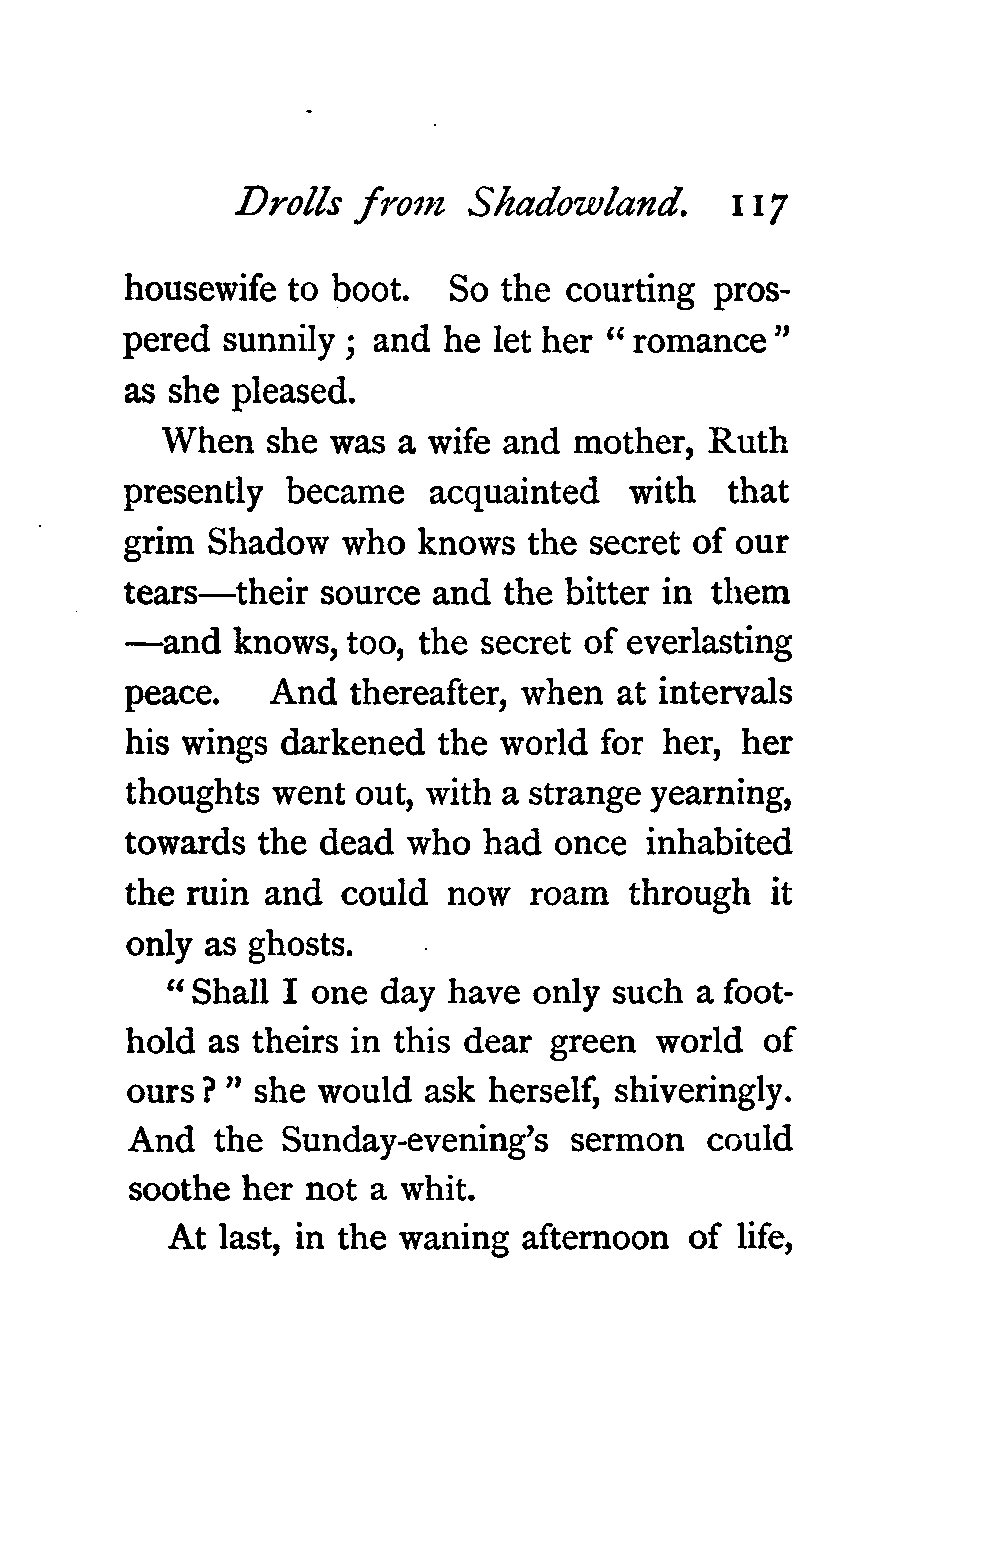 Drolls from Shadowland. 117
housewife to boot. So the courting pros-
pered sunnily ; and he let her “ romance ”
as she pleased.
When she was a wife and mother, Ruth
presently became acquainted with that
grim Shadow who knows the secret of our
tears—their source and the bitter in them
—and knows, too, the secret of everlasting
peace. And thereafter, when at intervals
his wings darkened the world for her, her
thoughts went out, with a strange yearning,
towards the dead who had once inhabited
the ruin and could now roam through it
only as ghosts.
“ Shall I one day have only such a foot-
hold as theirs in this dear green world of
ours ? ” she would ask herself, shiveringly.
And the Sunday-evening’s sermon could
soothe her not a whit.
At last, in the waning afternoon of life,